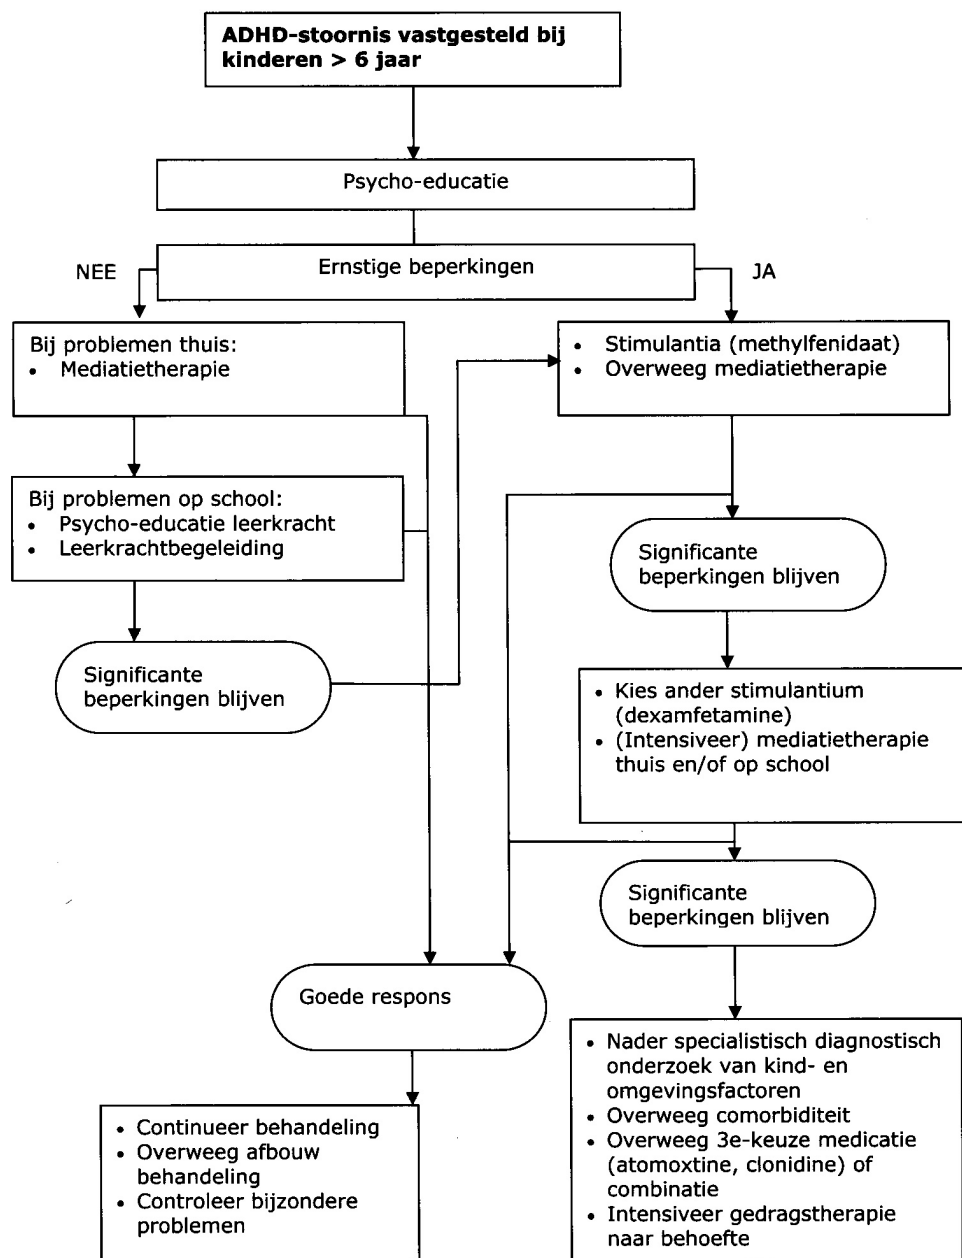 ADHD-stoornis vastgesteld bij
kinderen > 6 jaar
Psycho-educatie
Ernstige beperkingen
NEE
JA
Bij problemen thuis:
• Mediatietherapie
• Stimulantia (methylfenidaat)
• Overweeg mediatietherapie
Bij problemen op school:
• Psycho-educatie leerkracht
• Leerkrachtbegeleiding
Significante
beperkingen blijven
Significante
beperkingen blijven
• Kies ander stimulantium
(dexamfetamine)
• (Intensiveer) mediatietherapie
thuis en/of op school
Significante
beperkingen blijven
Goede respons
• Continueer behandeling
• Overweeg afbouw
behandeling
• Controleer bijzondere
problemen
• Nader specialistisch diagnostisch
onderzoek van kind- en
omgevingsfactoren
• Overweeg comorbiditeit
• Overweeg 3e-keuze medicatie
(atomoxtine, clonidine) of
combinatie
• Intensiveer gedragstherapie
naar behoefte